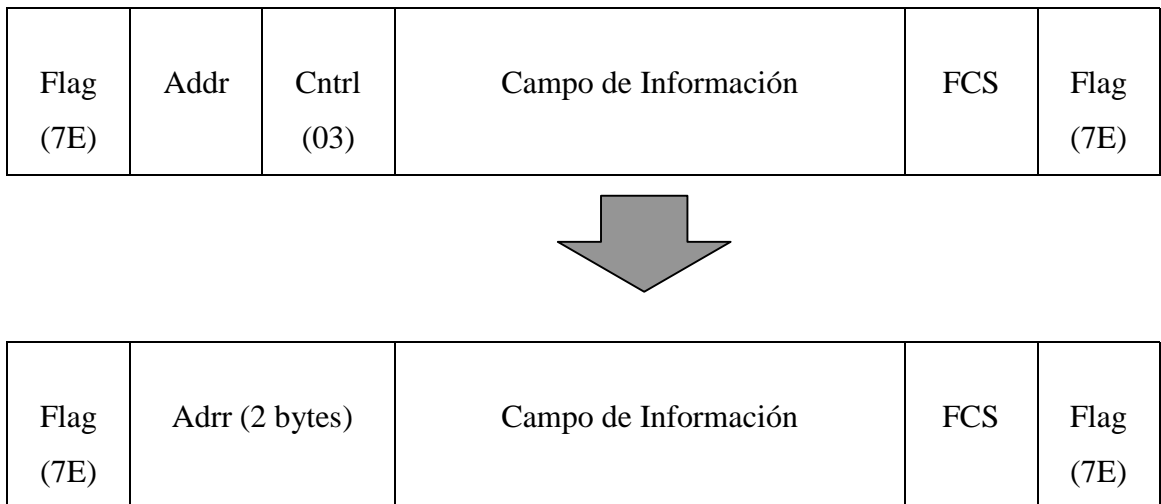 Flag Addr Cntrl Campo de Información FCS Flag
(7E) (03) (7E)
Flag Adrr (2 bytes) Campo de Información FCS Flag
(7E) (7E)